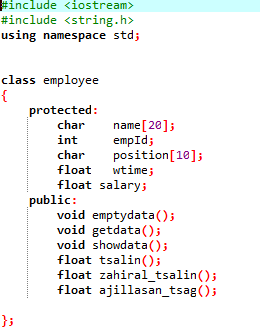 #include <iostream>
#include <string.h>
using namespace std;
class employee
{
protected:
char name[20];
int empId;
char position[10];
float wtime;
float salary;
public:
void emptydata();
void getdata();
void showdata();
float tsalin();
float zahiral_tsalin();
float ajillasan_tsag();
};